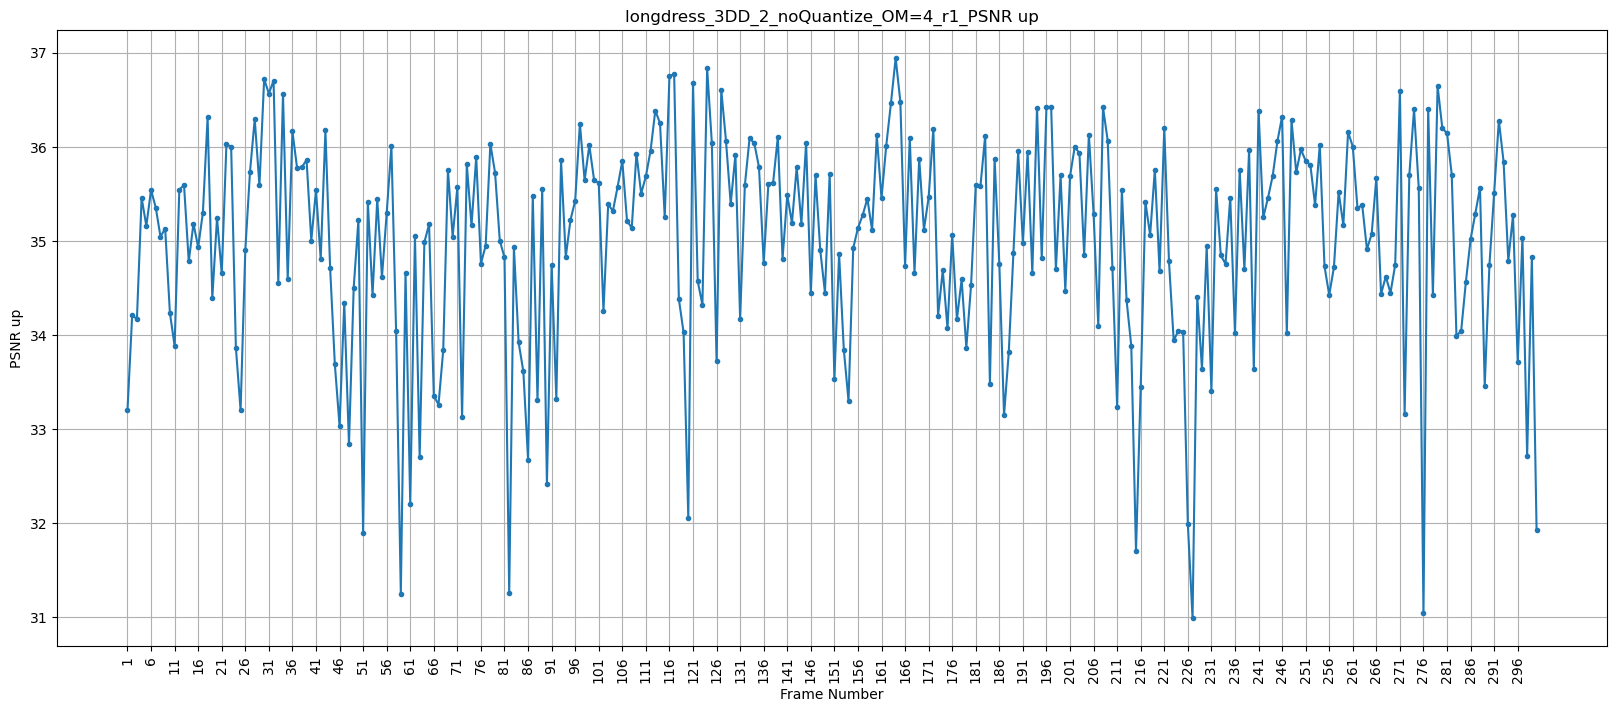 longdress_3DD_2_noQuantize_OM=4_r1_PSNR up
37
36
35
34
33
32
31
PSNR up
1 6 11 16 21 26 31 36 41 46 51 56 61 66 71 76 81 86 91 96 101 106 111 116 121 126 131 136 141 146 151 156 161 166 171 176 181 186 191 196 201 206 211 216 221 226 231 236 241 246 251 256 261 266 271 276 281 286 291 296
Frame Number